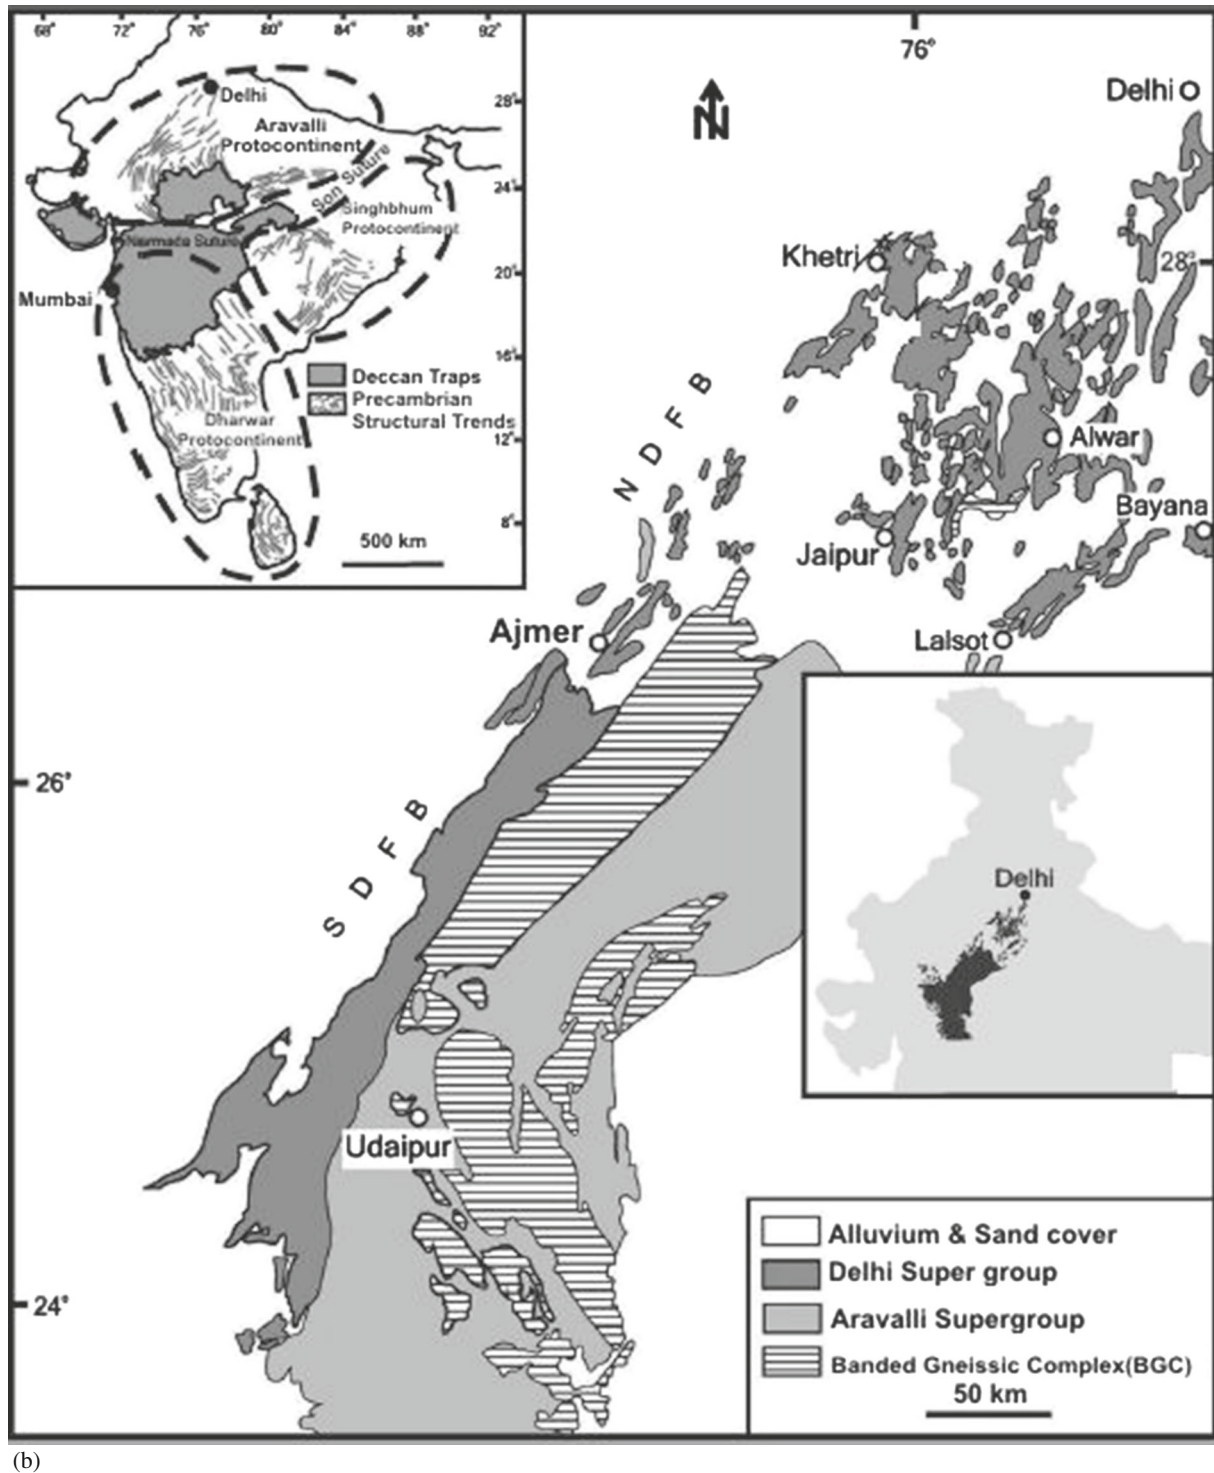 68° 72° 76° 80° 84° 88° 92°
76°
Delhi
Delhi
28°
Aravalli
Protocontinent
24°
Son Suture
Singhbhum
Protocontinent
Narmada Suture
20°
Mumbai
16°
Deccan Traps
Precambrian
Structural Trends
Dharwar
Protocontinent
12°
8°
500 km
N
Khetri
28°
N D F B
Alwar
Bayana
Jaipur
Ajmer
Lalsot
26°
S D F B
Delhi
Udaipur
24°
Alluvium & Sand cover
Delhi Super group
Aravalli Supergroup
Banded Gneissic Complex(BGC)
50 km
(b)